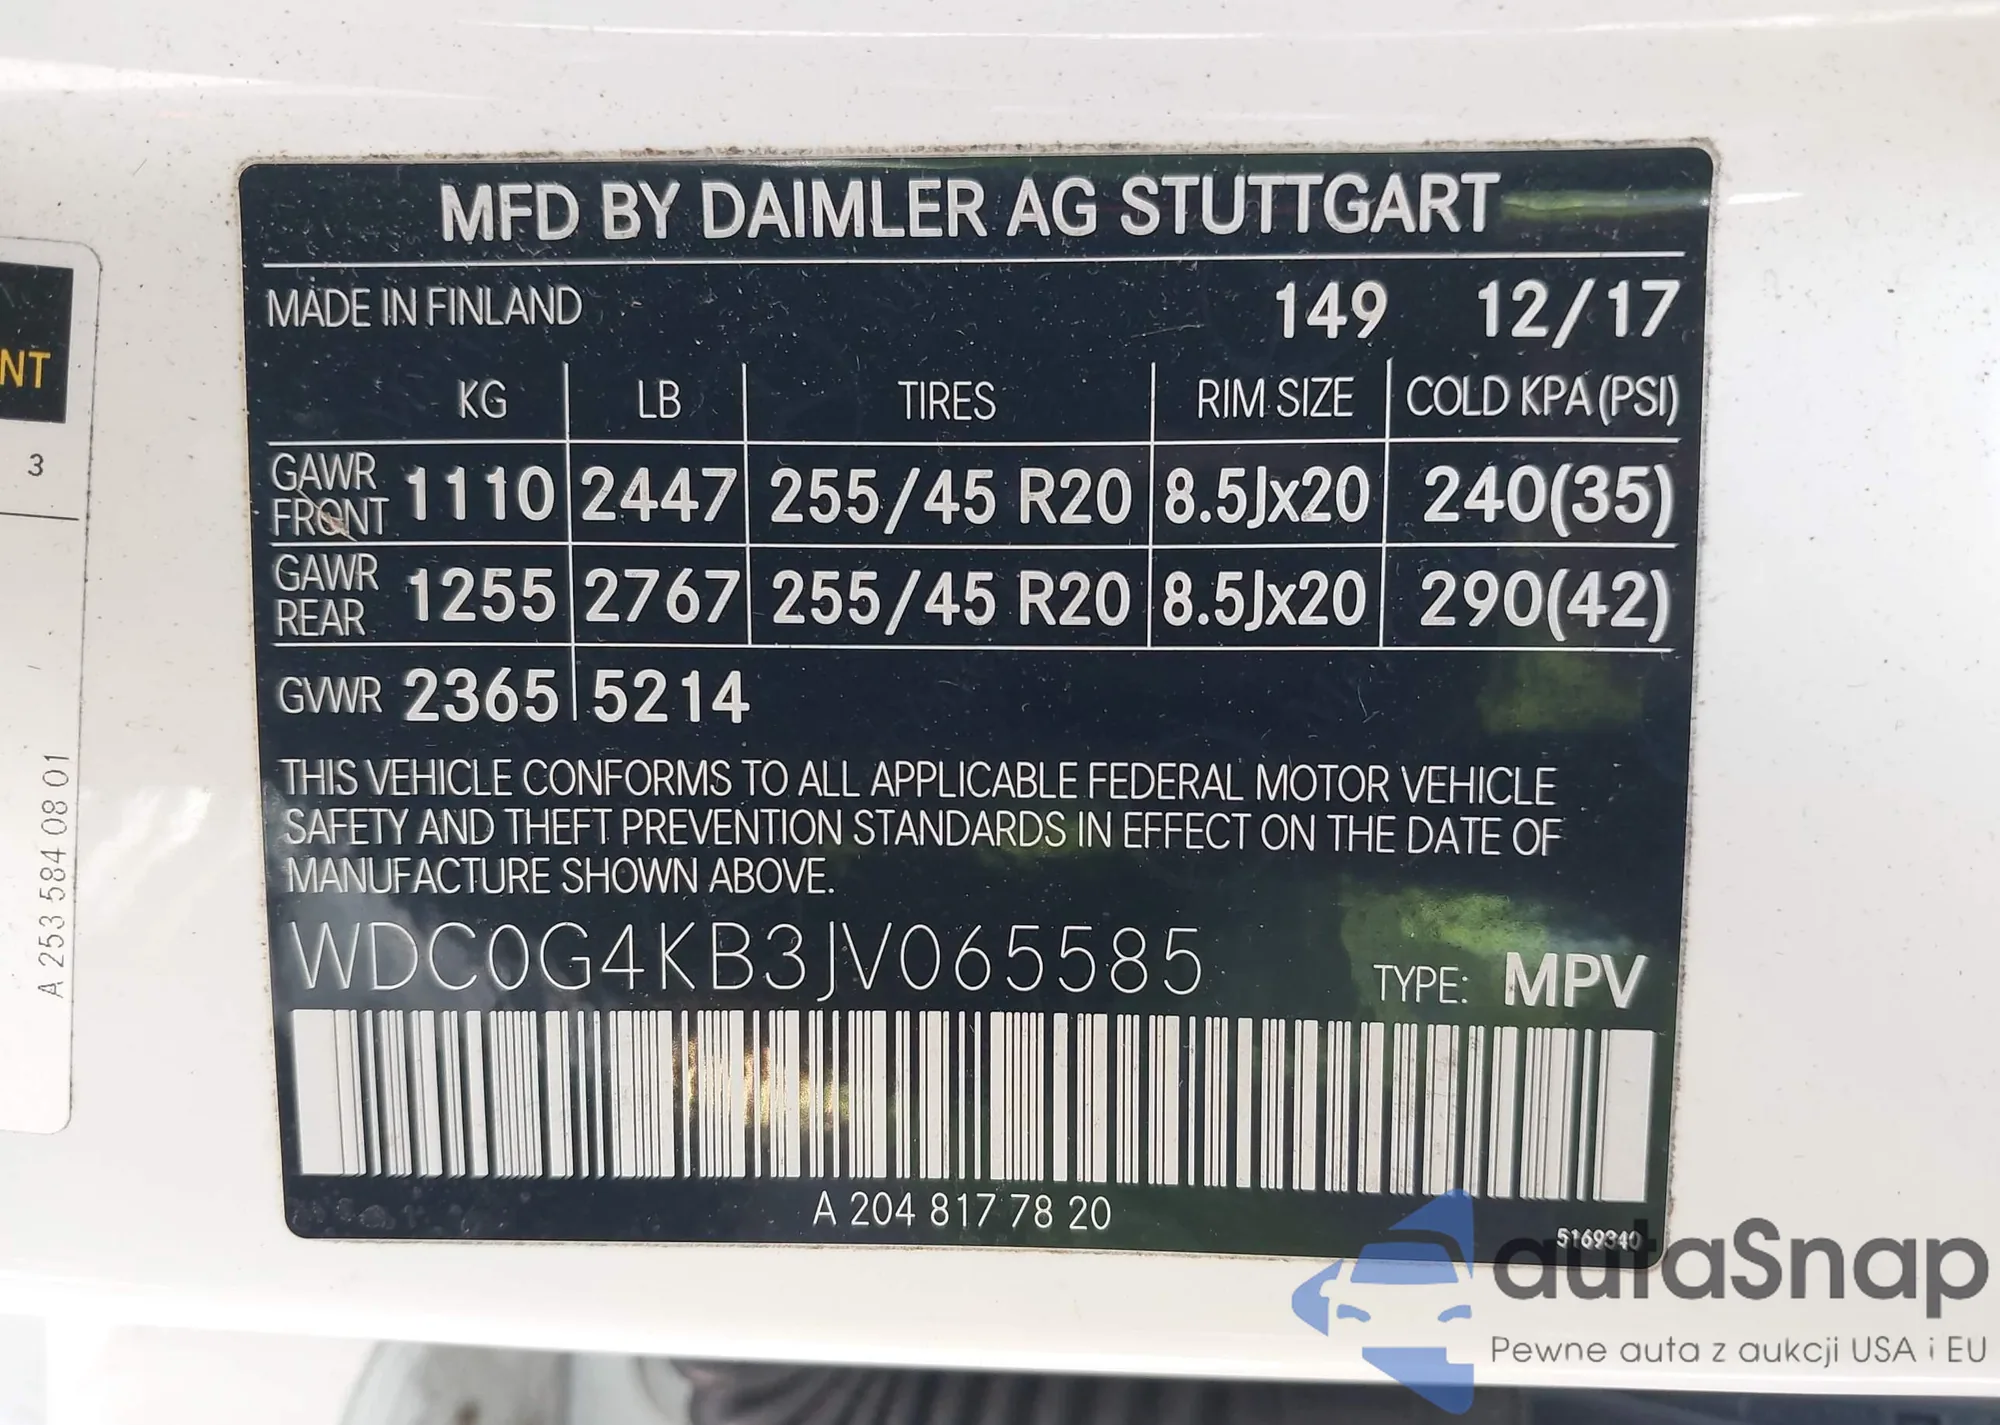 MFD BY DAIMLER AG STUTTGART
MADE IN FINLAND 149 12/17
KG LB TIRES RIM SIZE COLD KPA (PSI)
GAWR FRONT 1110 2447 255/45 R20 8.5Jx20 240(35)
GAWR REAR 1255 2767 255/45 R20 8.5Jx20 290(42)
GVWR 2365 5214
THIS VEHICLE CONFORMS TO ALL APPLICABLE FEDERAL MOTOR VEHICLE
SAFETY AND THEFT PREVENTION STANDARDS IN EFFECT ON THE DATE OF
MANUFACTURE SHOWN ABOVE.
WDC0G4KB3JV065585 TYPE: MPV
A 204 817 78 20
5169340
NT
3
A 253 584 08 01
autaSnap
Pewne auta z aukcji USA i EU